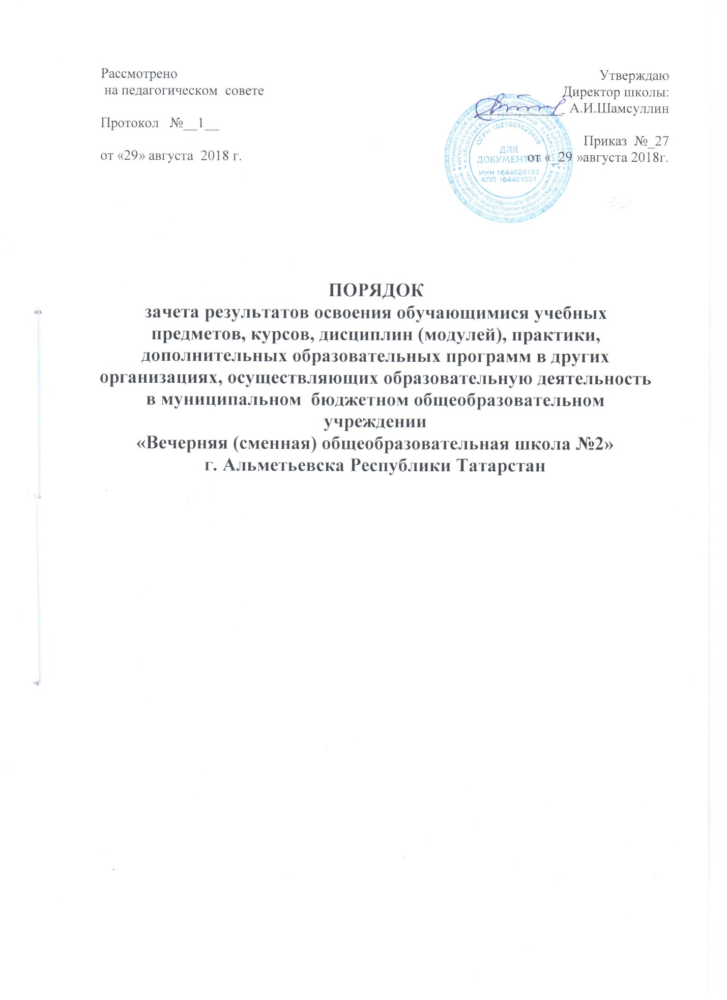 Рассмотрено
на педагогическом совете
Протокол №__1__
от «29» августа 2018 г.
Утверждаю
Директор школы:
А.И.Шамсуллин
Приказ №_27
от «_29 »августа 2018г.
ОГРН 1021601629499
ДЛЯ
ДОКУМЕНТОВ
ИНН 1644024193
КПП 164401001
ПОРЯДОК
зачета результатов освоения обучающимися учебных
предметов, курсов, дисциплин (модулей), практики,
дополнительных образовательных программ в других
организациях, осуществляющих образовательную деятельность
в муниципальном бюджетном общеобразовательном
учреждении
«Вечерняя (сменная) общеобразовательная школа №2»
г. Альметьевска Республики Татарстан